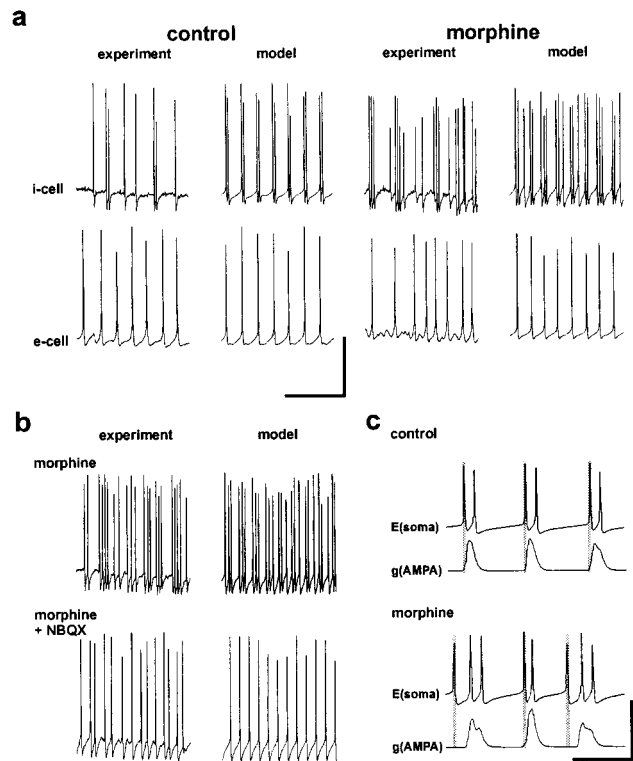 a
control
morphine
experiment
model
experiment
model
i-cell
e-cell
b
experiment
model
morphine
morphine
+ NBQX
c
control
E(soma)
g(AMPA)
morphine
E(soma)
g(AMPA)